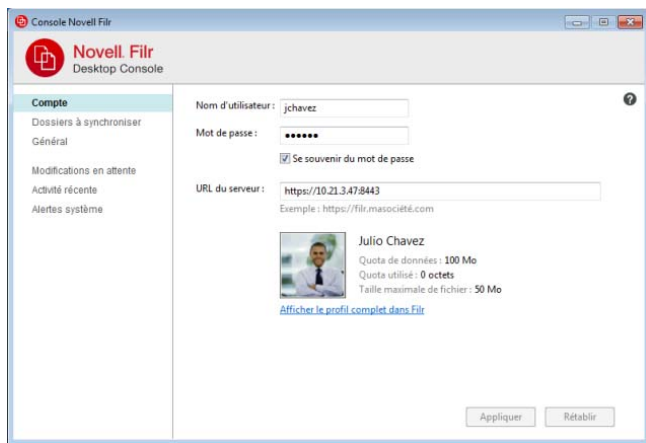 Console Novell Filr
Novell. Filr
Desktop Console
Compte
Dossiers à synchroniser
Général
Modifications en attente
Activité récente
Alertes système
Nom d'utilisateur :
jchavez
Mot de passe :
••••••
Se souvenir du mot de passe
URL du serveur :
https://10.21.3.47:8443
Exemple : https://filr.masociété.com
Julio Chavez
Quota de données : 100 Mo
Quota utilisé : 0 octets
Taille maximale de fichier : 50 Mo
Afficher le profil complet dans Filr
Appliquer
Rétablir